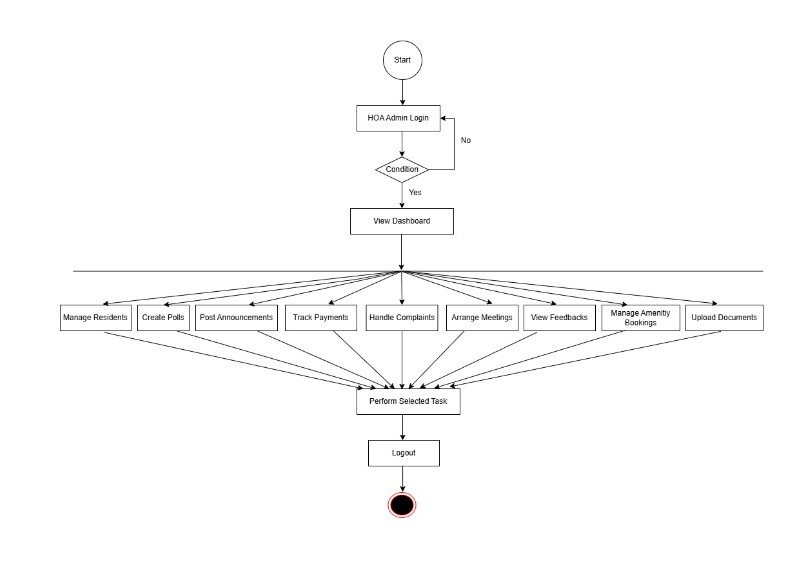 Start
HOA Admin Login
No
Condition
Yes
View Dashboard
Manage Residents
Create Polls
Post Announcements
Track Payments
Handle Complaints
Arrange Meetings
View Feedbacks
Manage Amenitiy
Bookings
Upload Documents
Perform Selected Task
Logout